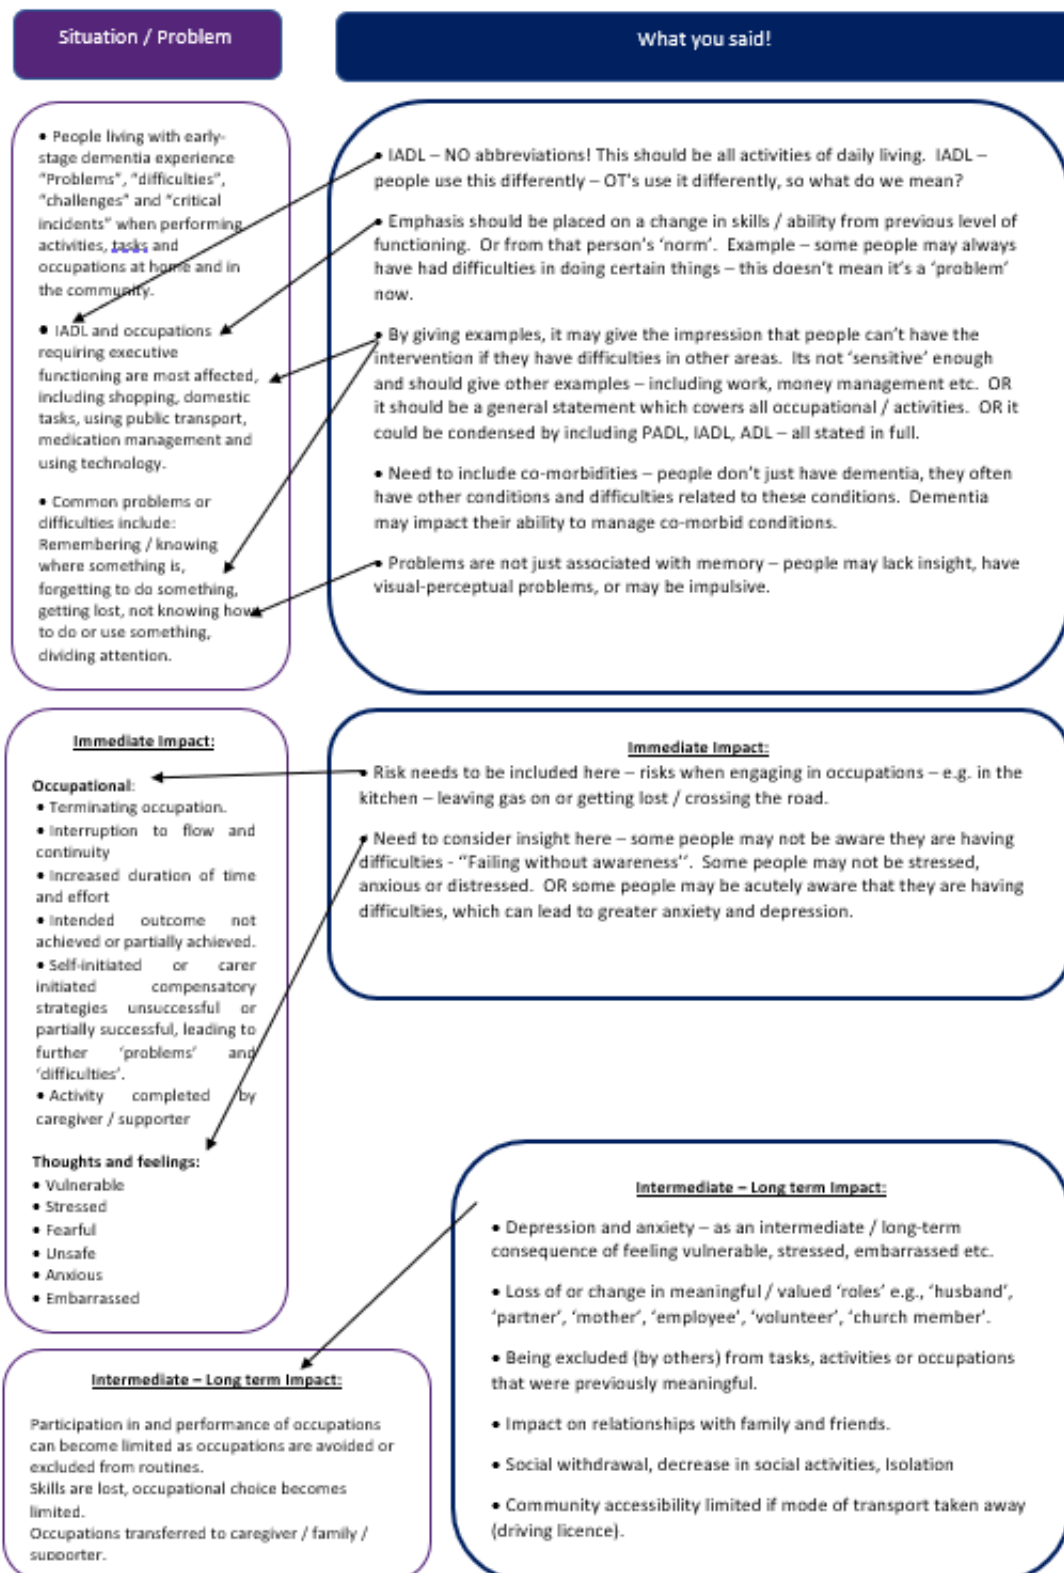 Situation / Problem
What you said!
• People living with early-
stage dementia experience
"Problems", "difficulties",
"challenges" and "critical
incidents" when performing
activities, tasks and
occupations at home and in
the community.
• IADL and occupations
requiring executive
functioning are most affected,
including shopping, domestic
tasks, using public transport,
medication management and
using technology.
• Common problems or
difficulties include:
Remembering / knowing
where something is,
forgetting to do something,
getting lost, not knowing how
to do or use something,
dividing attention.
• IADL – NO abbreviations! This should be all activities of daily living.  IADL –
people use this differently – OT's use it differently, so what do we mean?
• Emphasis should be placed on a change in skills / ability from previous level of
functioning.  Or from that person's 'norm'.  Example – some people may always
have had difficulties in doing certain things – this doesn't mean it's a 'problem'
now.
• By giving examples, it may give the impression that people can't have the
intervention if they have difficulties in other areas.  Its not 'sensitive' enough
and should give other examples – including work, money management etc.  OR
it should be a general statement which covers all occupational / activities.  OR it
could be condensed by including PADL, IADL, ADL – all stated in full.
• Need to include co-morbidities – people don't just have dementia, they often
have other conditions and difficulties related to these conditions.  Dementia
may impact their ability to manage co-morbid conditions.
• Problems are not just associated with memory – people may lack insight, have
visual-perceptual problems, or may be impulsive.
Immediate Impact:
Occupational:
• Terminating occupation.
• Interruption to flow and
continuity
• Increased duration of time
and effort
• Intended outcome not
achieved or partially achieved.
• Self-initiated or carer
initiated compensatory
strategies unsuccessful or
partially successful, leading to
further 'problems' and
'difficulties'.
• Activity completed by
caregiver / supporter
Thoughts and feelings:
• Vulnerable
• Stressed
• Fearful
• Unsafe
• Anxious
• Embarrassed
Immediate Impact:
• Risk needs to be included here – risks when engaging in occupations – e.g. in the
kitchen – leaving gas on or getting lost / crossing the road.
• Need to consider insight here – some people may not be aware they are having
difficulties - "Failing without awareness".  Some people may not be stressed,
anxious or distressed.  OR some people may be acutely aware that they are having
difficulties, which can lead to greater anxiety and depression.
Intermediate – Long term Impact:
Participation in and performance of occupations
can become limited as occupations are avoided or
excluded from routines.
Skills are lost, occupational choice becomes
limited.
Occupations transferred to caregiver / family /
supporter.
Intermediate – Long term Impact:
• Depression and anxiety – as an intermediate / long-term
consequence of feeling vulnerable, stressed, embarrassed etc.
• Loss of or change in meaningful / valued 'roles' e.g., 'husband',
'partner', 'mother', 'employee', 'volunteer', 'church member'.
• Being excluded (by others) from tasks, activities or occupations
that were previously meaningful.
• Impact on relationships with family and friends.
• Social withdrawal, decrease in social activities, Isolation
• Community accessibility limited if mode of transport taken away
(driving licence).